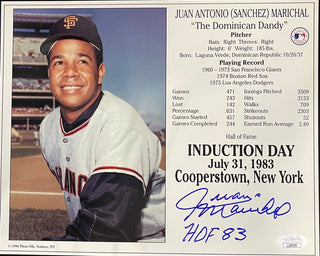 JUAN ANTONIO (SANCHEZ) MARICHAL
"The Dominican Dandy"
Pitcher
Bats: Right Throws: Right
Height: 6' Weight: 185 lbs.
Born: Laguna Verde, Dominican Republic 10/20/37
Playing Record
1960 - 1973 San Francisco Giants
1974 Boston Red Sox
1975 Los Angeles Dodgers
Games 471 Innings Pitched 3509
Won 243 Hits 3153
Lost 142 Walks 709
Percentage 631 Strikeouts 2303
Games Started 457 Shutouts 52
Games Completed 244 Earned Run Average 2.89
Hall of Fame
INDUCTION DAY
July 31, 1983
Cooperstown, New York
Juan Marichal
HOF 83
SF